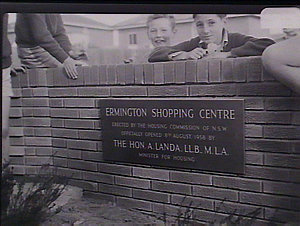 ERMINGTON SHOPPING CENTRE
ERECTED BY THE HOUSING COMMISSION OF N.S.W.
OFFICIALLY OPENED 8TH AUGUST, 1958 BY
THE HON. A. LANDA, LL.B., M.L.A.
MINISTER FOR HOUSING